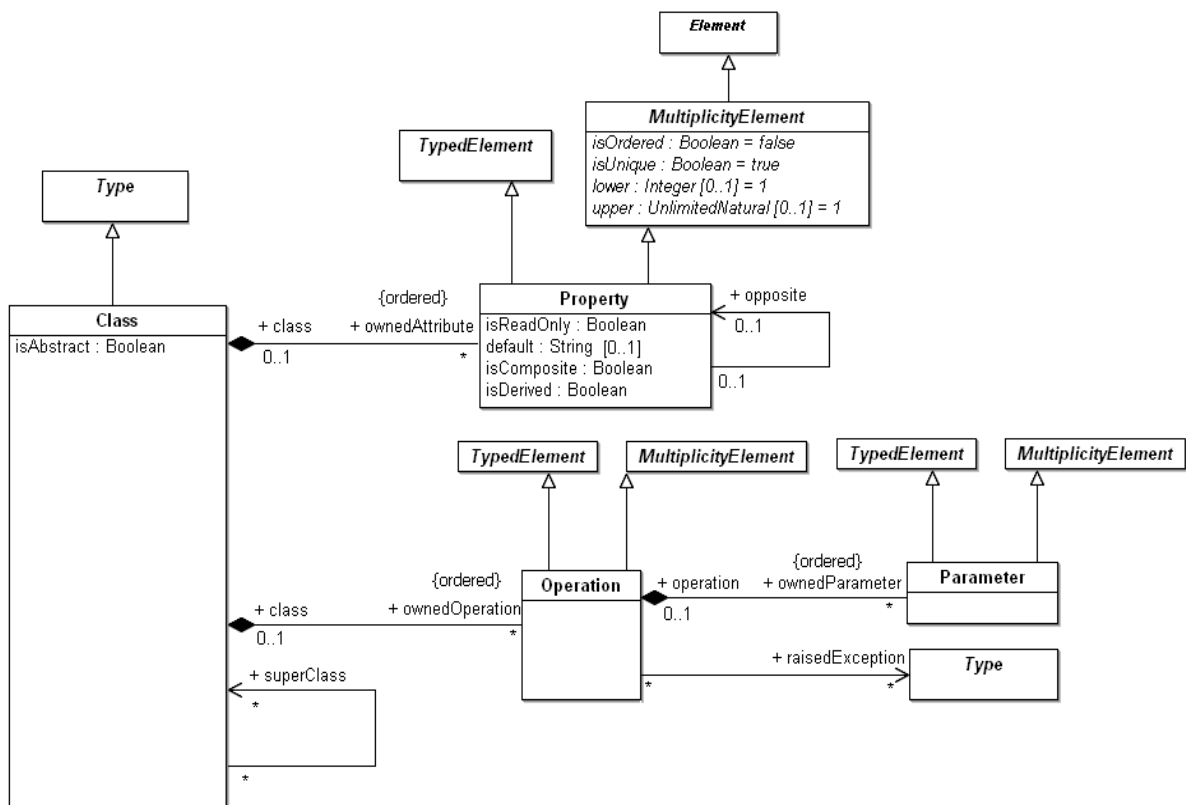 Element
MultiplicityElement
isOrdered : Boolean = false
isUnique : Boolean = true
lower : Integer [0..1] = 1
upper : UnlimitedNatural [0..1] = 1
TypedElement
Type
Class
isAbstract : Boolean
+ class
0..1
{ordered}
+ ownedAttribute
*
Property
isReadOnly : Boolean
default : String [0..1]
isComposite : Boolean
isDerived : Boolean
+ opposite
0..1
0..1
TypedElement
MultiplicityElement
TypedElement
MultiplicityElement
+ class
0..1
{ordered}
+ ownedOperation
*
Operation
+ operation
0..1
{ordered}
+ ownedParameter
*
Parameter
+ superClass
*
*
+ raisedException
*
*
Type